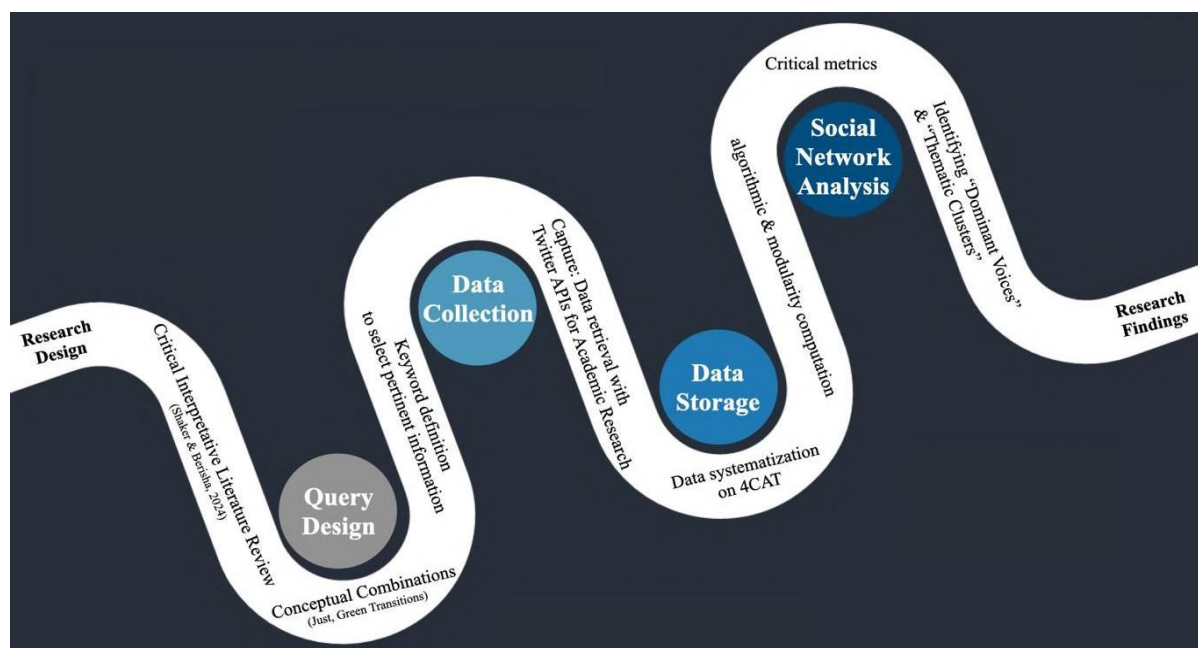 Research
Design
Critical Interpretative Literature Review
(Shaker & Berisha, 2024)
Query
Design
Conceptual Combinations
(Just, Green Transitions)
Keyword definition
to select pertinent information
Data
Collection
Capture: Data retrieval with
Twitter APIs for Academic Research
Data
Storage
Data systematization
on 4CAT
algorithmic & modularity computation
Critical metrics
Social
Network
Analysis
Identifying “Dominant Voices”
& “Thematic Clusters”
Research
Findings